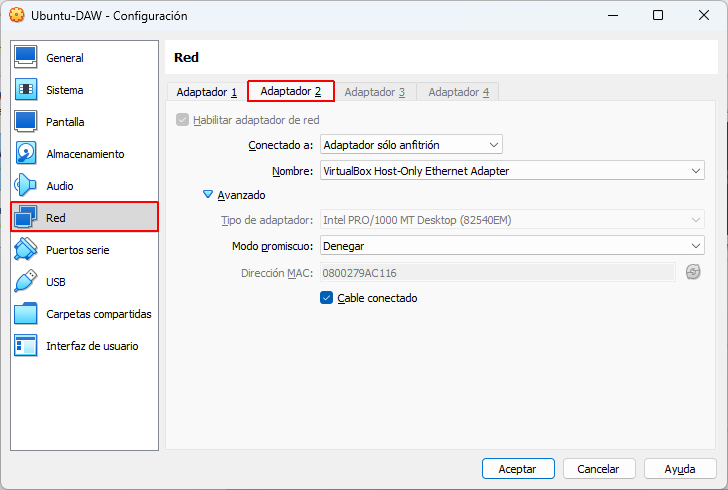 Ubuntu-DAW - Configuración
General
Sistema
Pantalla
Almacenamiento
Audio
Red
Puertos serie
USB
Carpetas compartidas
Interfaz de usuario
Red
Adaptador 1 Adaptador 2 Adaptador 3 Adaptador 4
Habilitar adaptador de red
Conectado a: Adaptador sólo anfitrión
Nombre: VirtualBox Host-Only Ethernet Adapter
Avanzado
Tipo de adaptador: Intel PRO/1000 MT Desktop (82540EM)
Modo promiscuo: Denegar
Dirección MAC: 0800279AC116
Cable conectado
Aceptar Cancelar Ayuda